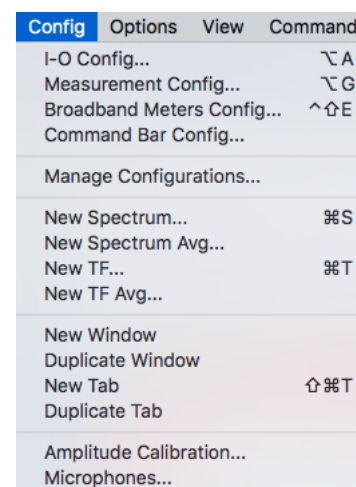 Config Options View Command
I-O Config... ⌥A
Measurement Config... ⌥G
Broadband Meters Config... ^⇧E
Command Bar Config...
Manage Configurations...
New Spectrum... ⌘S
New Spectrum Avg...
New TF... ⌘T
New TF Avg...
New Window
Duplicate Window
New Tab ⇧⌘T
Duplicate Tab
Amplitude Calibration...
Microphones...